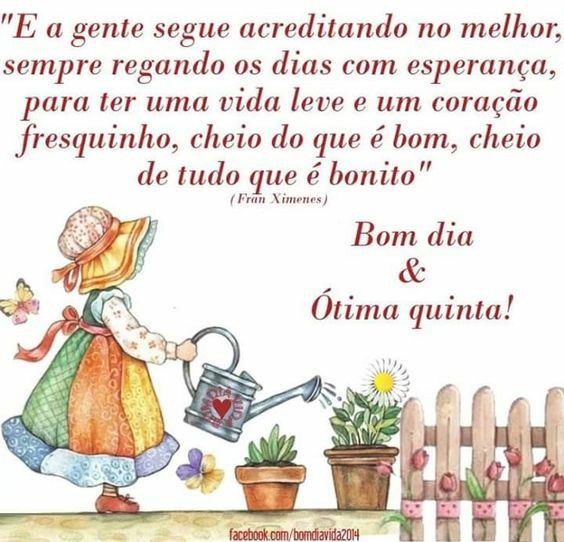 "E a gente segue acreditando no melhor,
sempre regando os dias com esperança,
para ter uma vida leve e um coração
fresquinho, cheio do que é bom, cheio
de tudo que é bonito"
(Fran Ximenes)
Bom dia
&
Ótima quinta!
facebook.com/bomdiavida2014